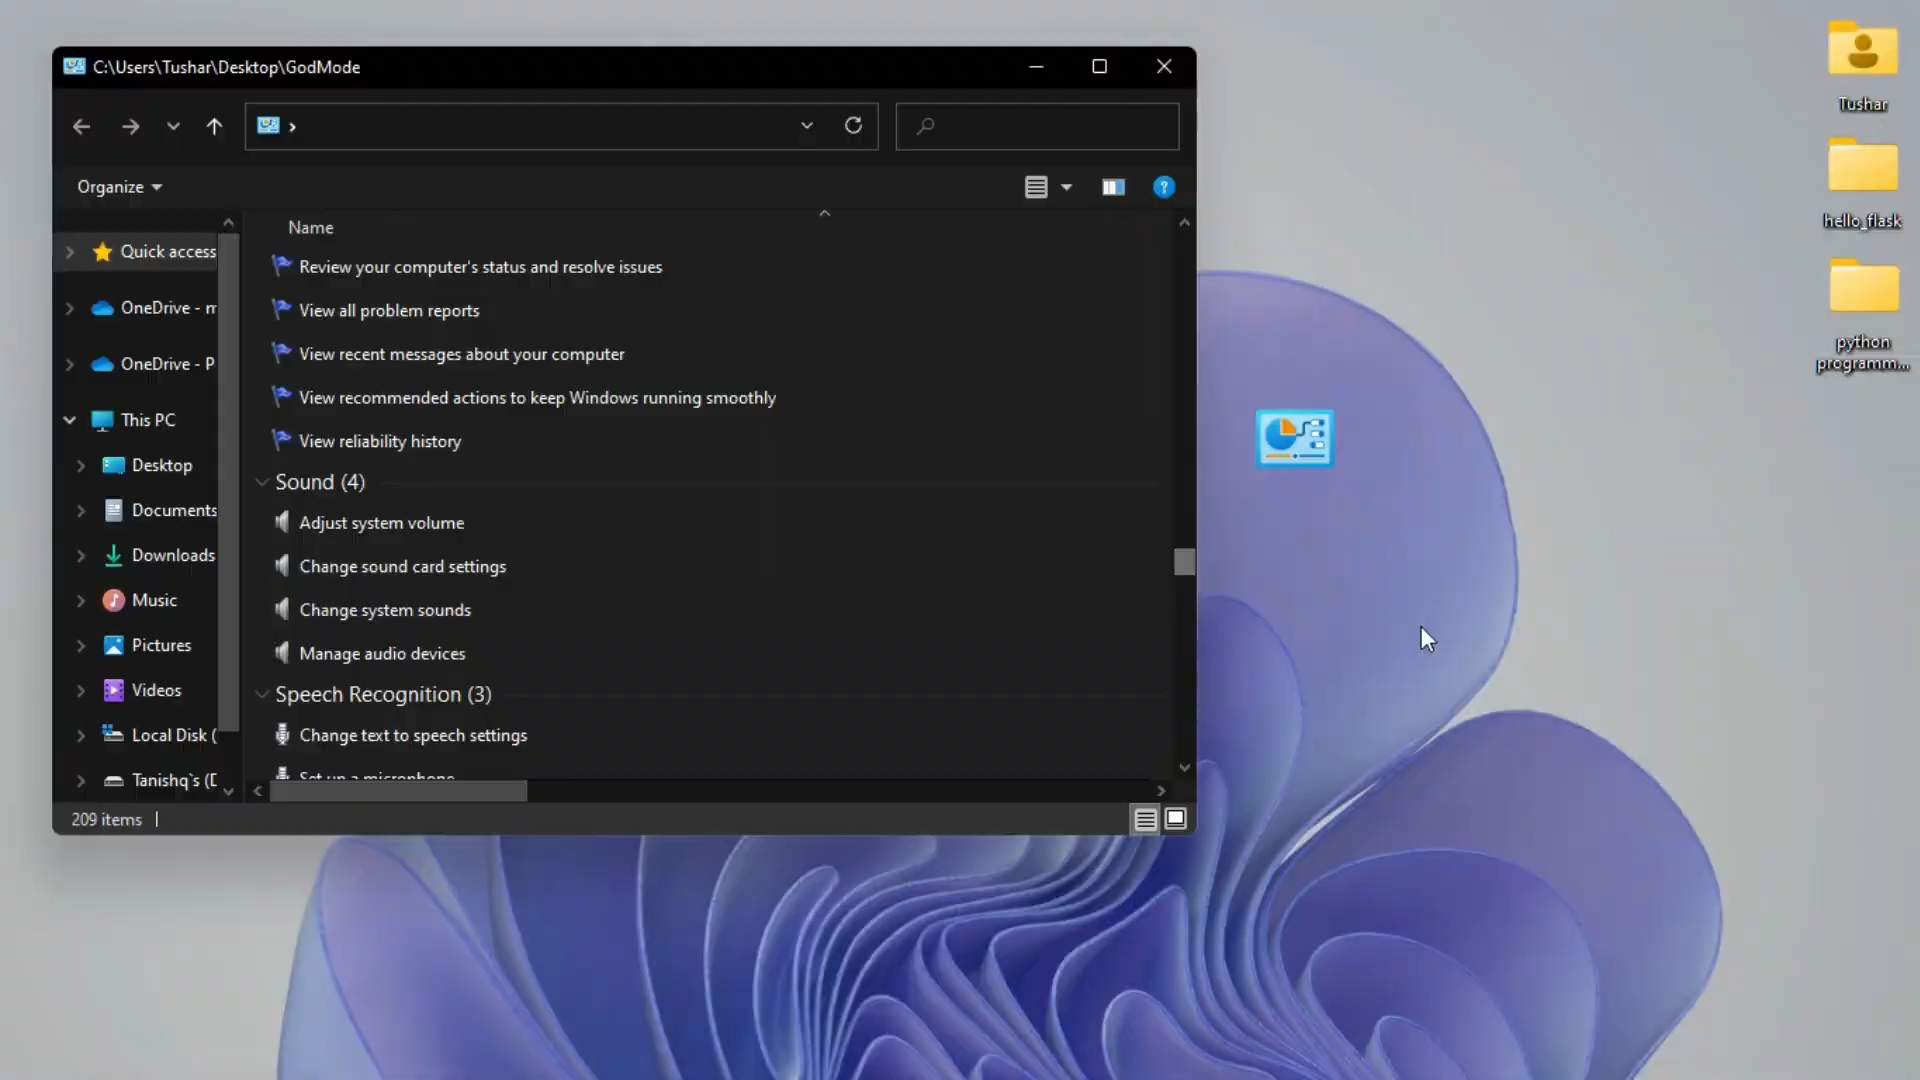 C:\Users\Tushar\Desktop\GodMode
Organize
Name
Quick access
OneDrive - m
OneDrive - P
This PC
Desktop
Documents
Downloads
Music
Pictures
Videos
Local Disk (
Tanishq`s (D
Review your computer's status and resolve issues
View all problem reports
View recent messages about your computer
View recommended actions to keep Windows running smoothly
View reliability history
Sound (4)
Adjust system volume
Change sound card settings
Change system sounds
Manage audio devices
Speech Recognition (3)
Change text to speech settings
Set up a microphone
209 items
Tushar
hello_flask
python
programm...